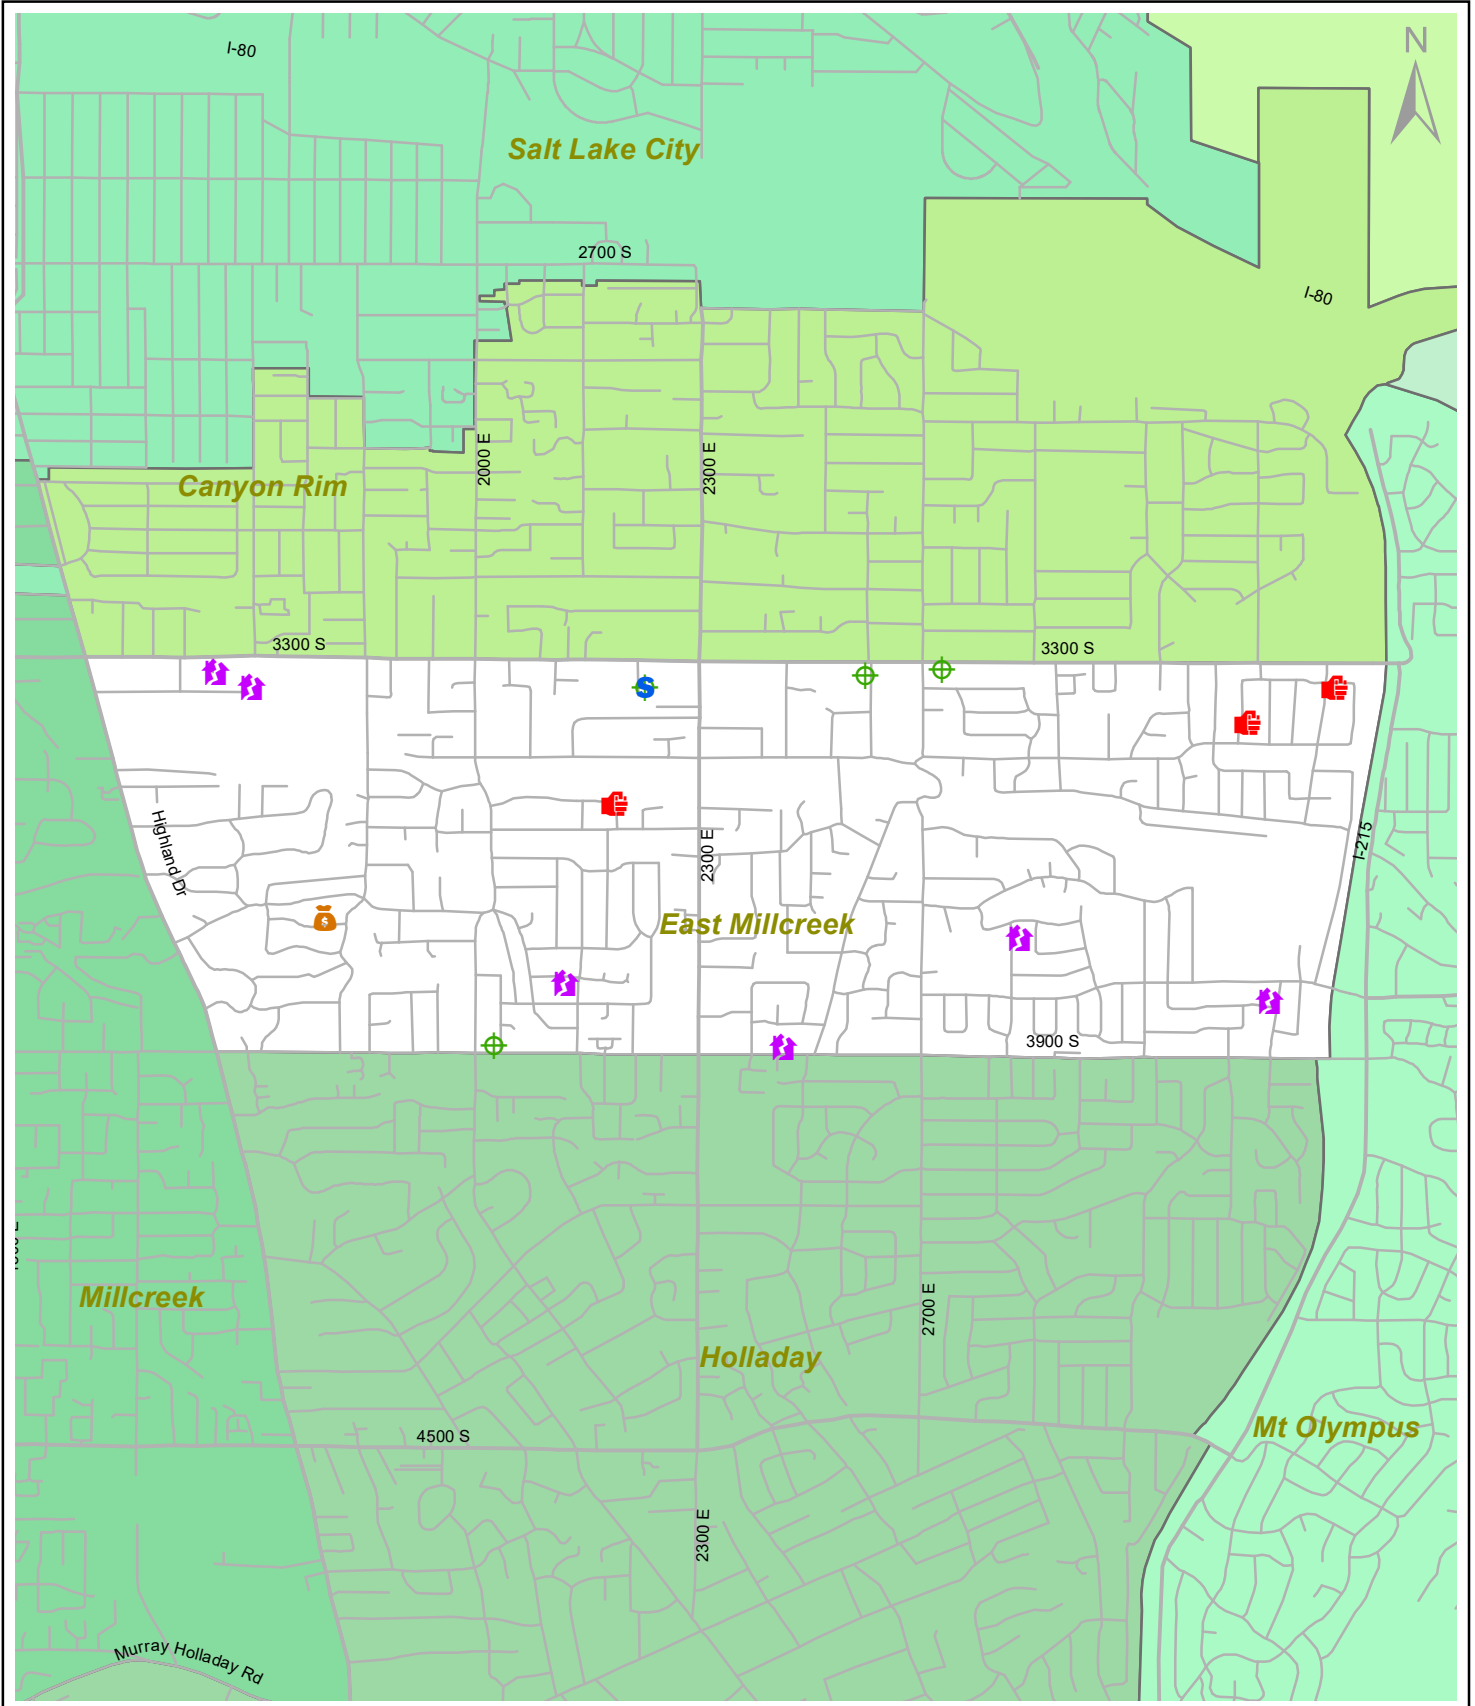 I-80
N
Salt Lake City
2700 S
I-80
2000 E
2300 E
Canyon Rim
3300 S
3300 S
S
Highland Dr
2300 E
I-215
$
East Millcreek
3900 S
Millcreek
2700 E
Holladay
Mt Olympus
4500 S
2300 E
Murray Holladay Rd